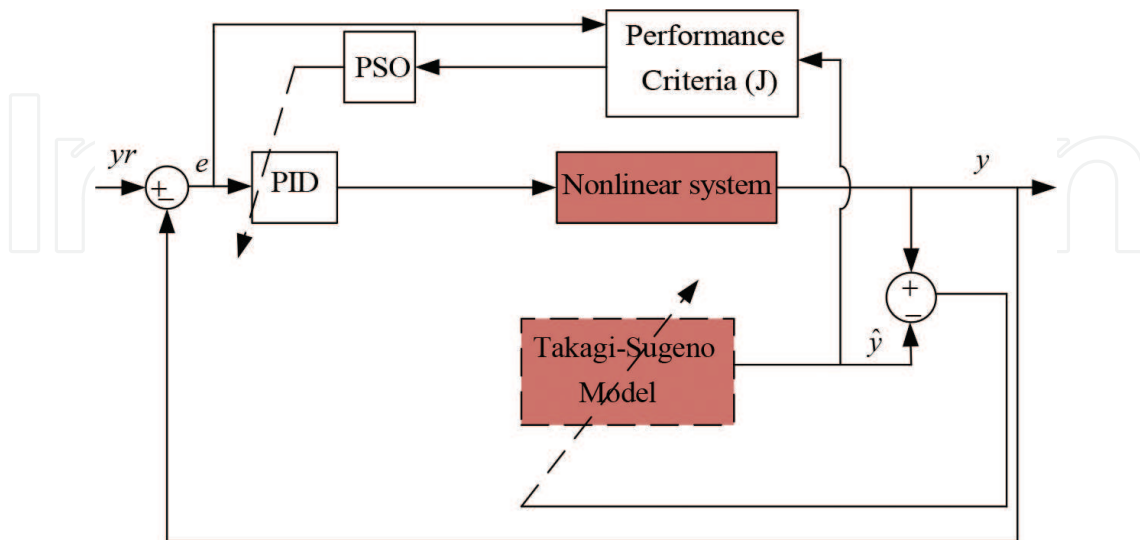 Performance
Criteria (J)
PSO
yr
e
PID
Nonlinear system
y
+
−
+
−
Takagi-Sugeno
Model
ŷ